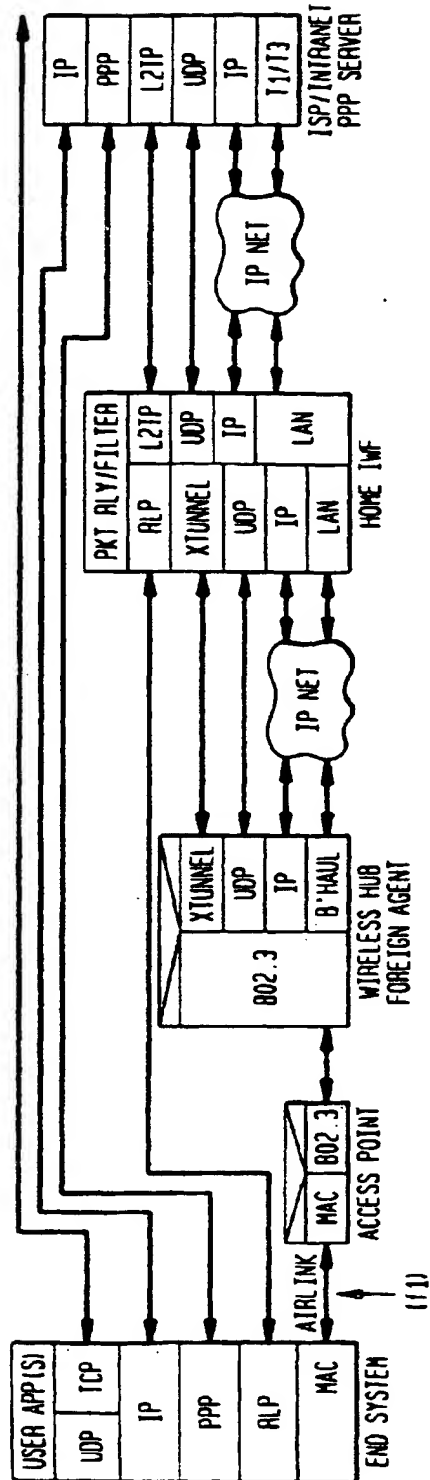 USER APP(S)
UDP TCP
IP
PPP
RLP
MAC
END SYSTEM
AIRLINK
(f1)
MAC 802.3
ACCESS POINT
802.3
XTUNNEL
UDP
IP
B'HAUL
WIRELESS HUB
FOREIGN AGENT
IP NET
PKT RLY/FILTER
RLP L2TP
XTUNNEL UDP
UDP IP
IP
LAN LAN
HOME IWF
IP NET
IP
PPP
L2TP
UDP
IP
T1/T3
ISP/INTRANET
PPP SERVER